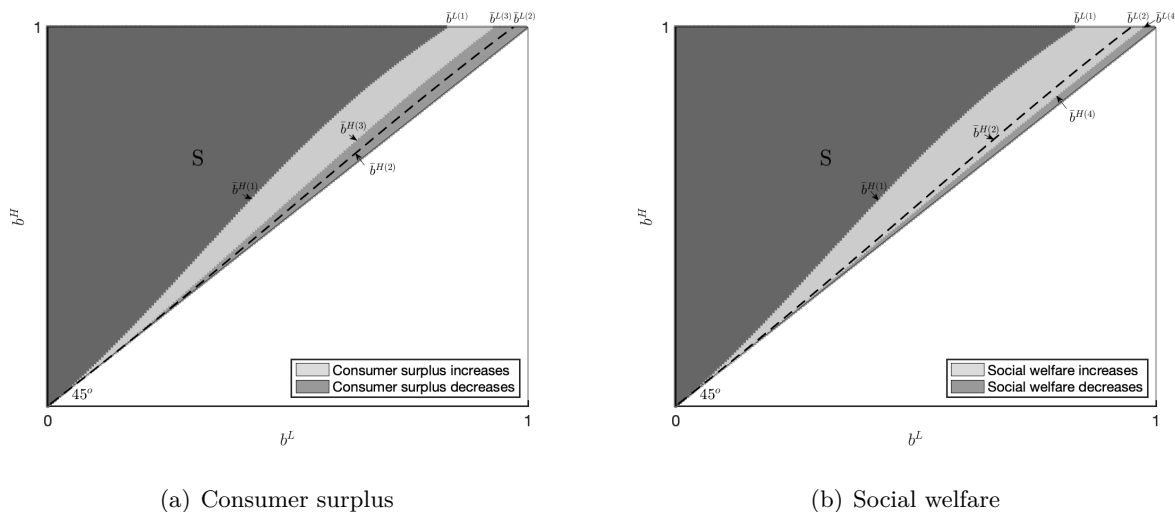 b̄^{L(1)} b̄^{L(3)} b̄^{L(2)}
1
b̄^{H(3)}
S
b̄^{H(2)}
b̄^{H(1)}
b^H
Consumer surplus increases
Consumer surplus decreases
45^o
0 1
b^L
(a) Consumer surplus
b̄^{L(1)} b̄^{L(2)} b̄^{L(4}
1
b̄^{H(4)}
b̄^{H(2)}
S
b̄^{H(1)}
b^H
Social welfare increases
Social welfare decreases
45^o
0 1
b^L
(b) Social welfare